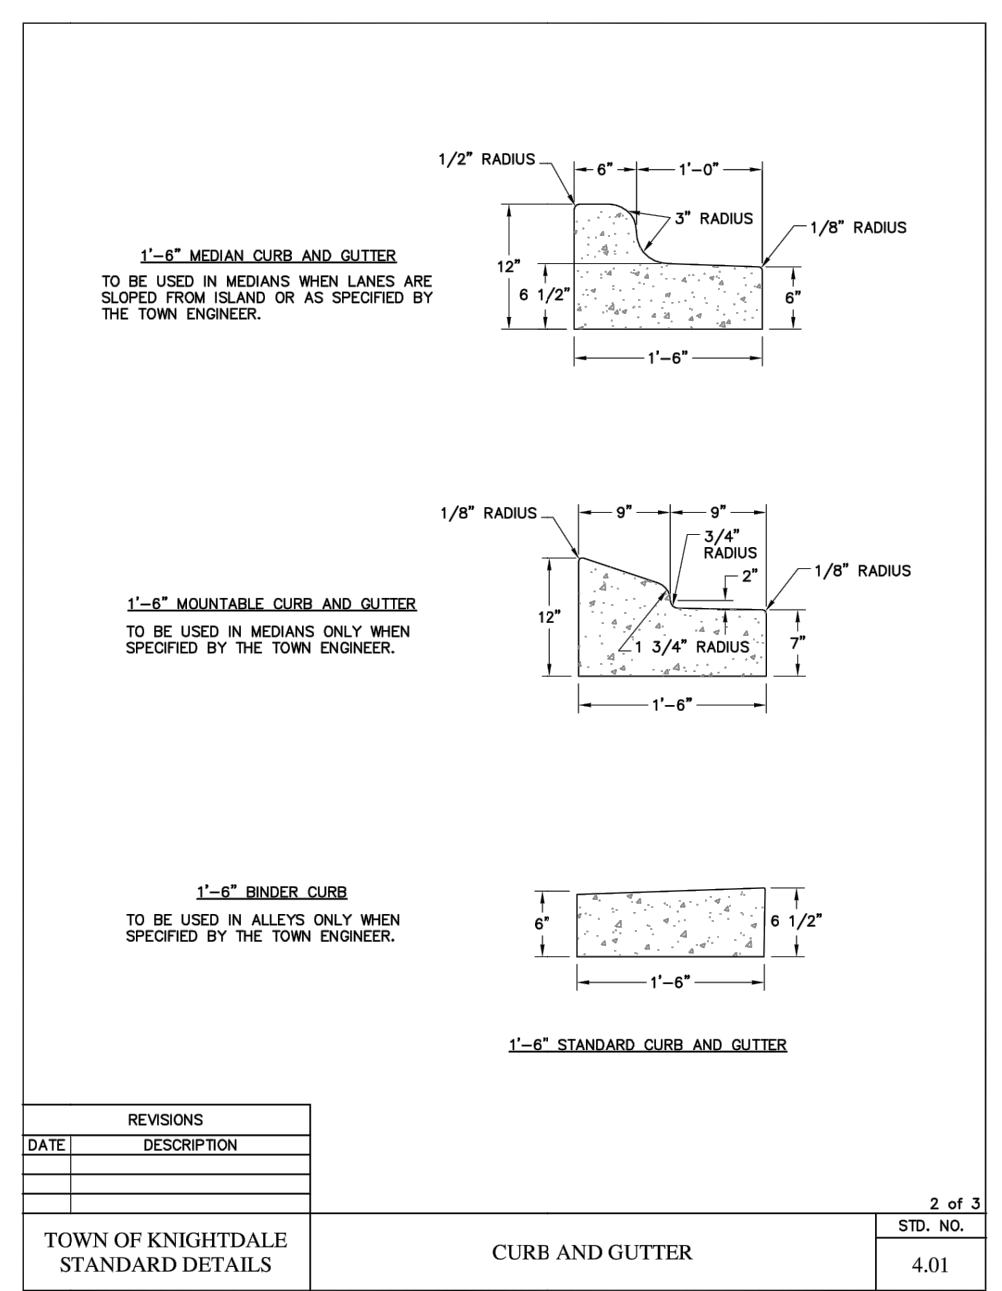 1/2” RADIUS
6”
1'-0”
3” RADIUS
1/8” RADIUS
1'-6” MEDIAN CURB AND GUTTER
TO BE USED IN MEDIANS WHEN LANES ARE
SLOPED FROM ISLAND OR AS SPECIFIED BY
THE TOWN ENGINEER.
12”
6 1/2”
6”
1'-6”
1/8” RADIUS
9”
9”
3/4”
RADIUS
2”
1/8” RADIUS
1'-6” MOUNTABLE CURB AND GUTTER
TO BE USED IN MEDIANS ONLY WHEN
SPECIFIED BY THE TOWN ENGINEER.
12”
1 3/4” RADIUS
7”
1'-6”
1'-6” BINDER CURB
TO BE USED IN ALLEYS ONLY WHEN
SPECIFIED BY THE TOWN ENGINEER.
6”
6 1/2”
1'-6”
1'-6” STANDARD CURB AND GUTTER
REVISIONS
DATE DESCRIPTION
2 of 3
TOWN OF KNIGHTDALE
STANDARD DETAILS
CURB AND GUTTER
STD. NO.
4.01